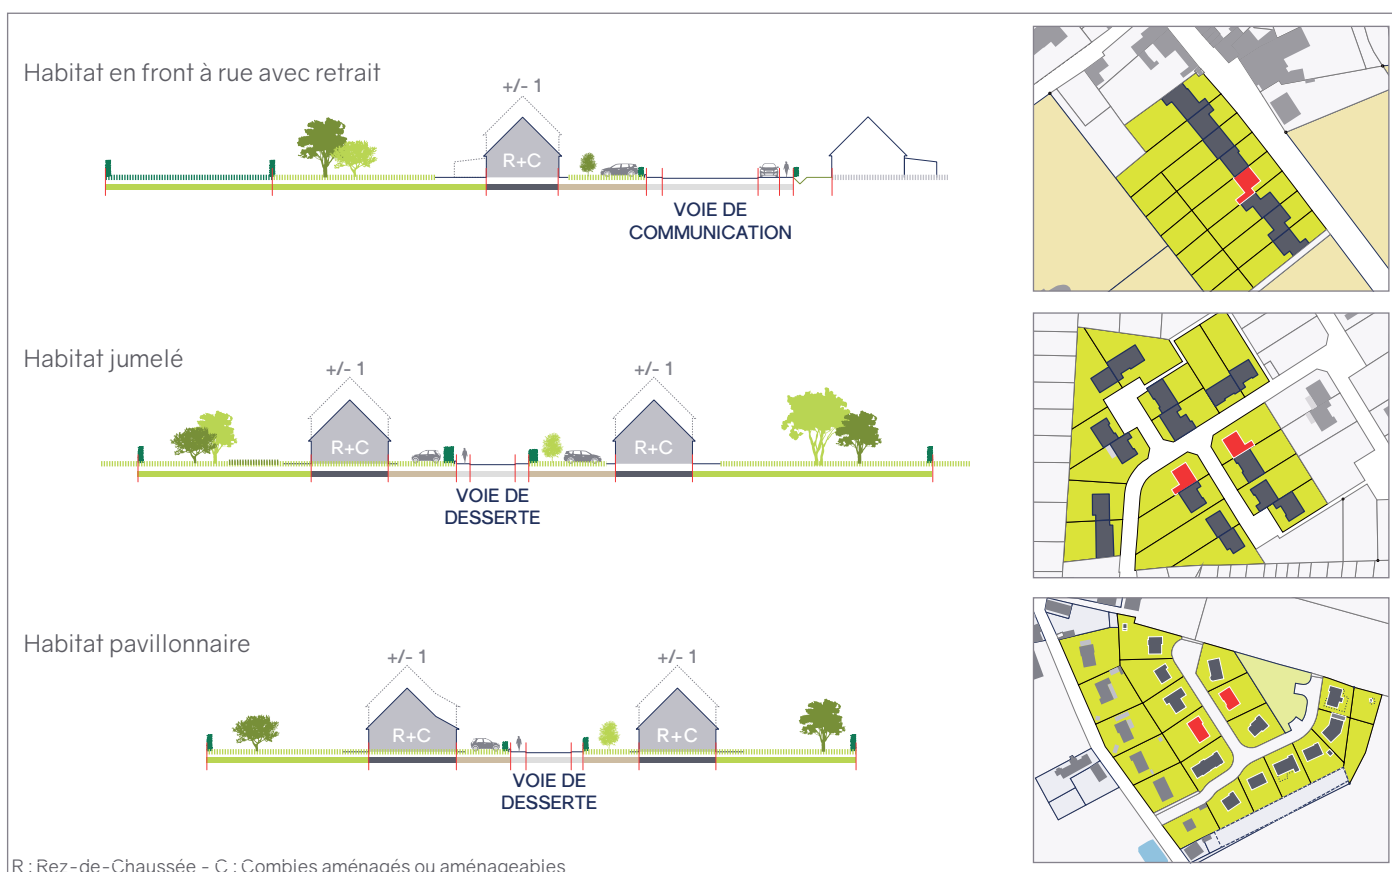 Habitat en front à rue avec retrait
+/- 1
R+C
VOIE DE
COMMUNICATION
Habitat jumelé
+/- 1
+/- 1
R+C
R+C
VOIE DE
DESSERTE
Habitat pavillonnaire
+/- 1
+/- 1
R+C
R+C
VOIE DE
DESSERTE
R : Rez-de-Chaussée - C : Combles aménagés ou aménageables